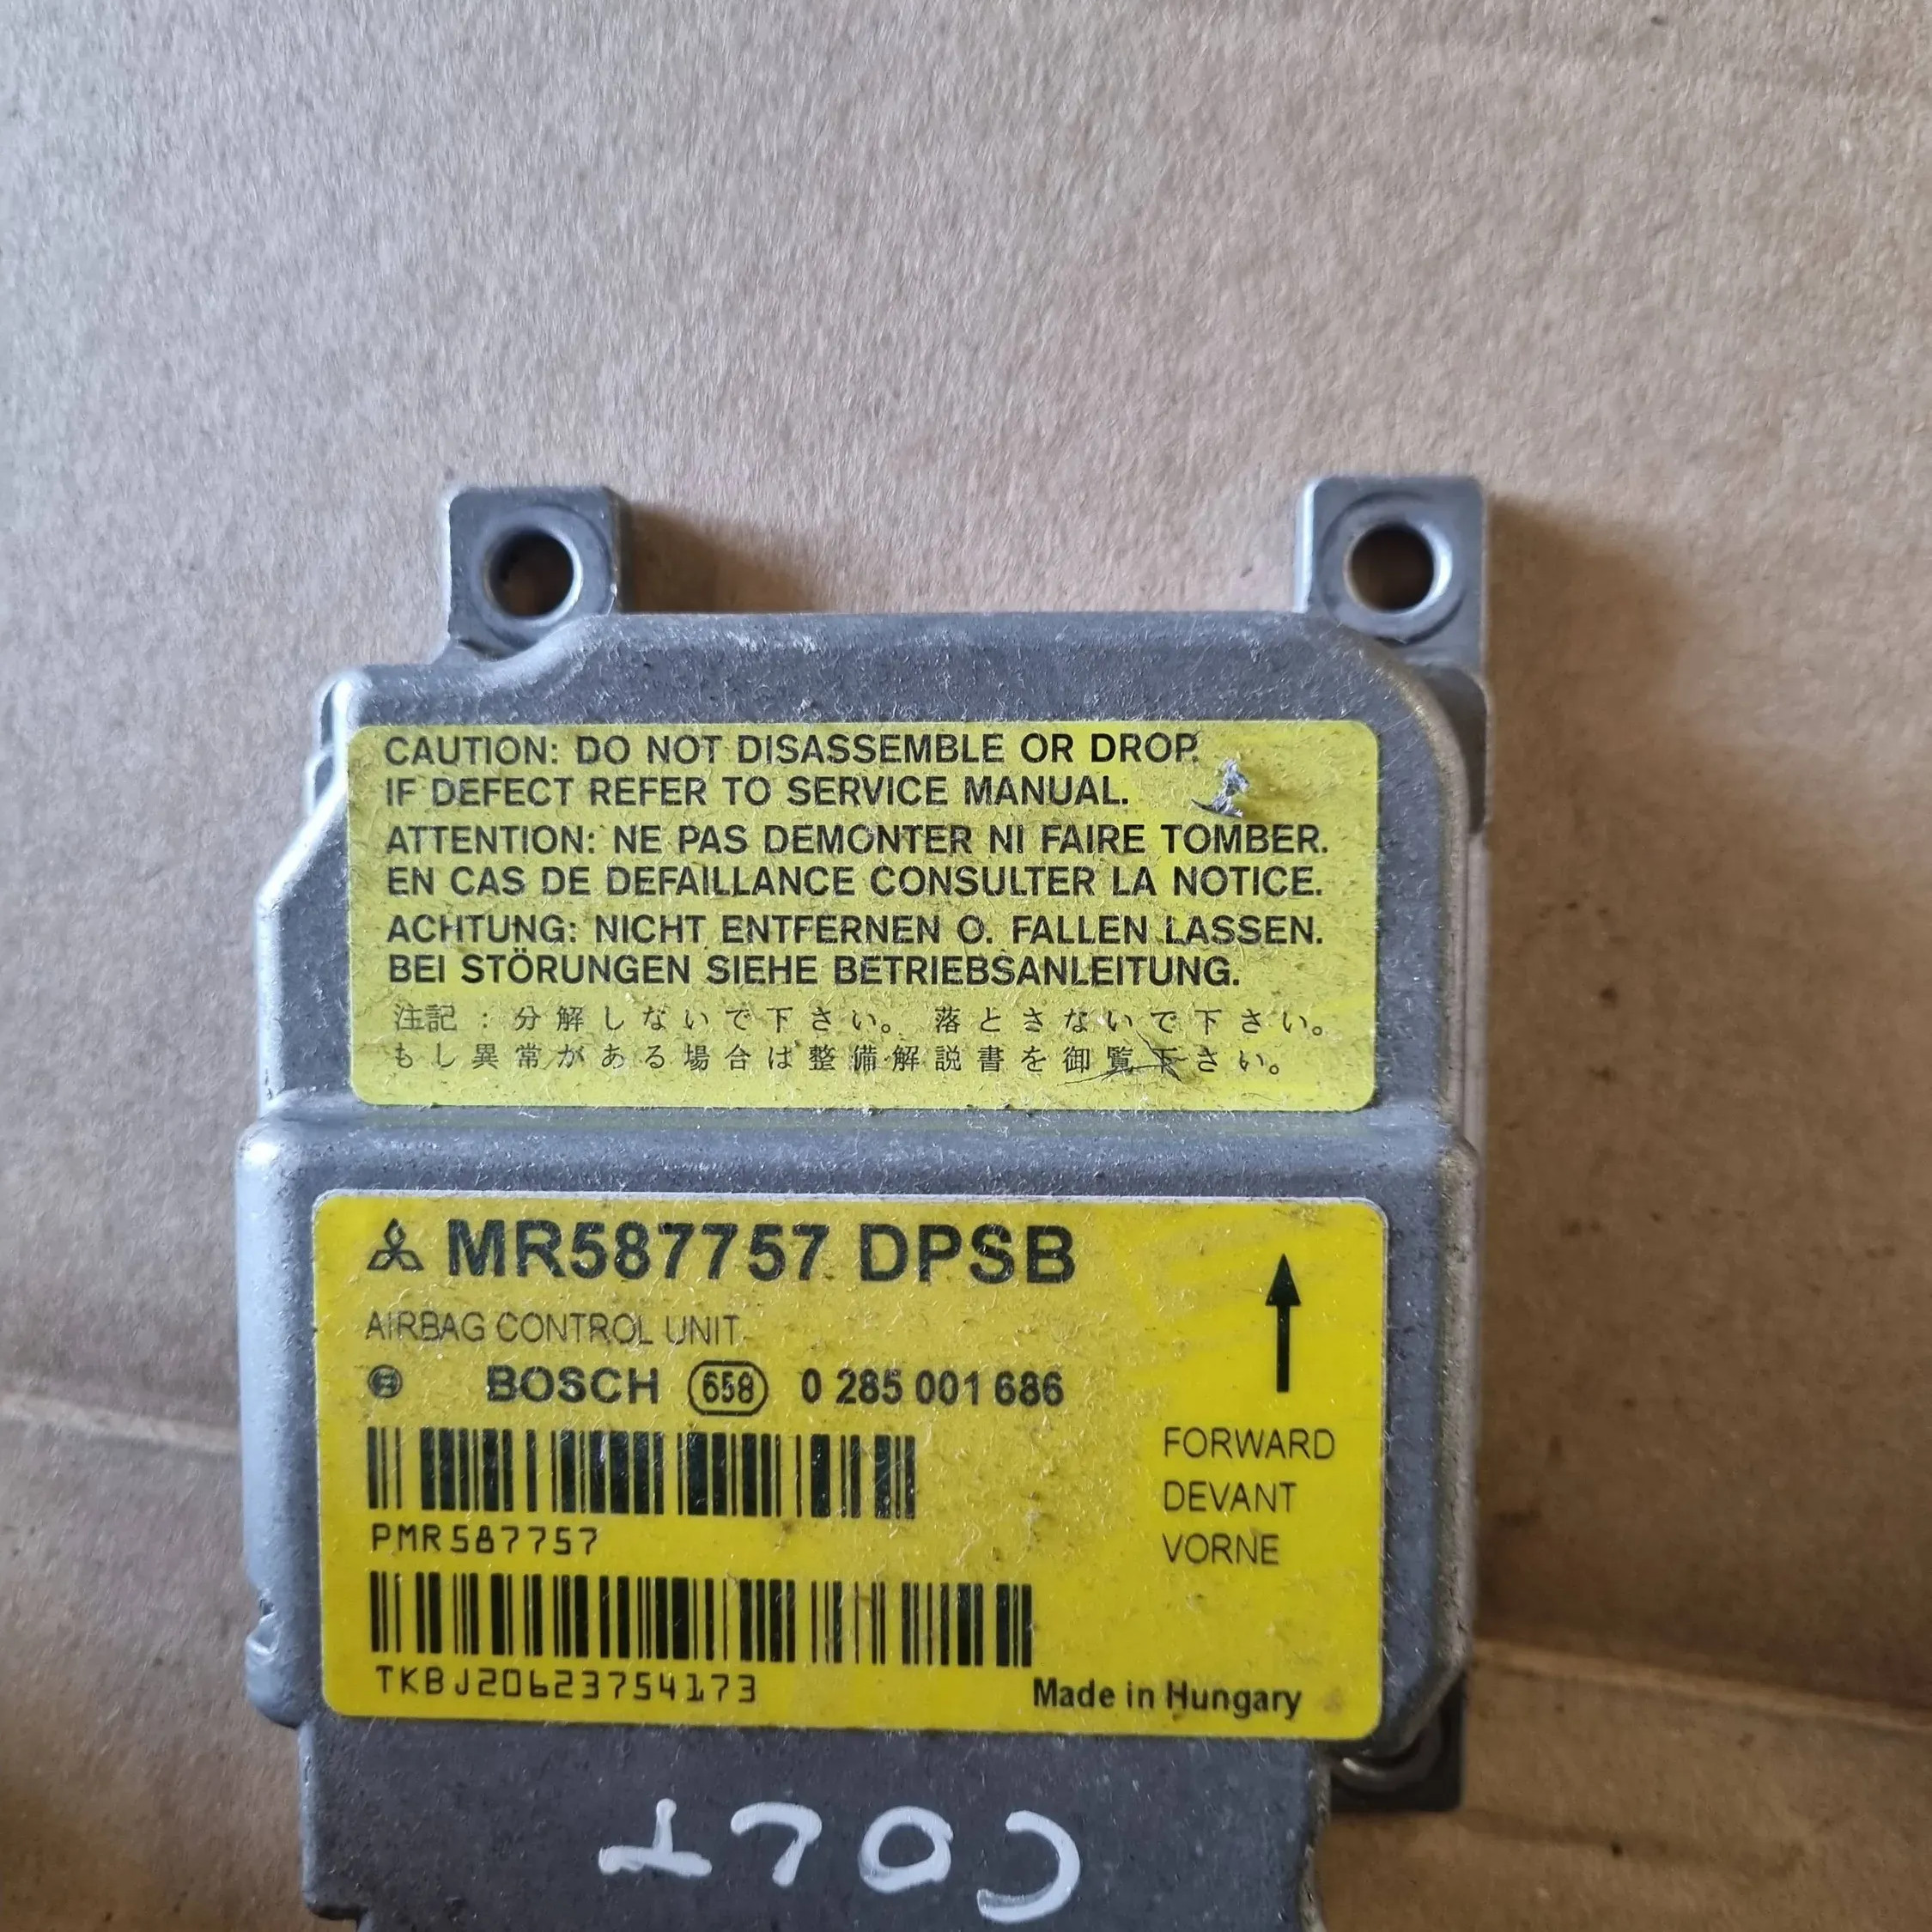 CAUTION: DO NOT DISASSEMBLE OR DROP.
IF DEFECT REFER TO SERVICE MANUAL.
ATTENTION: NE PAS DEMONTER NI FAIRE TOMBER.
EN CAS DE DEFAILLANCE CONSULTER LA NOTICE.
ACHTUNG: NICHT ENTFERNEN O. FALLEN LASSEN.
BEI STÖRUNGEN SIEHE BETRIEBSANLEITUNG.
注記:分解しないで下さい。 落とさないで下さい。
もし異常がある場合は整備解説書を御覧下さい。
MR587757 DPSB
AIRBAG CONTROL UNIT
BOSCH 658 0 285 001 686
PMR587757
TKBJ20623754173
FORWARD
DEVANT
VORNE
Made in Hungary
COLT